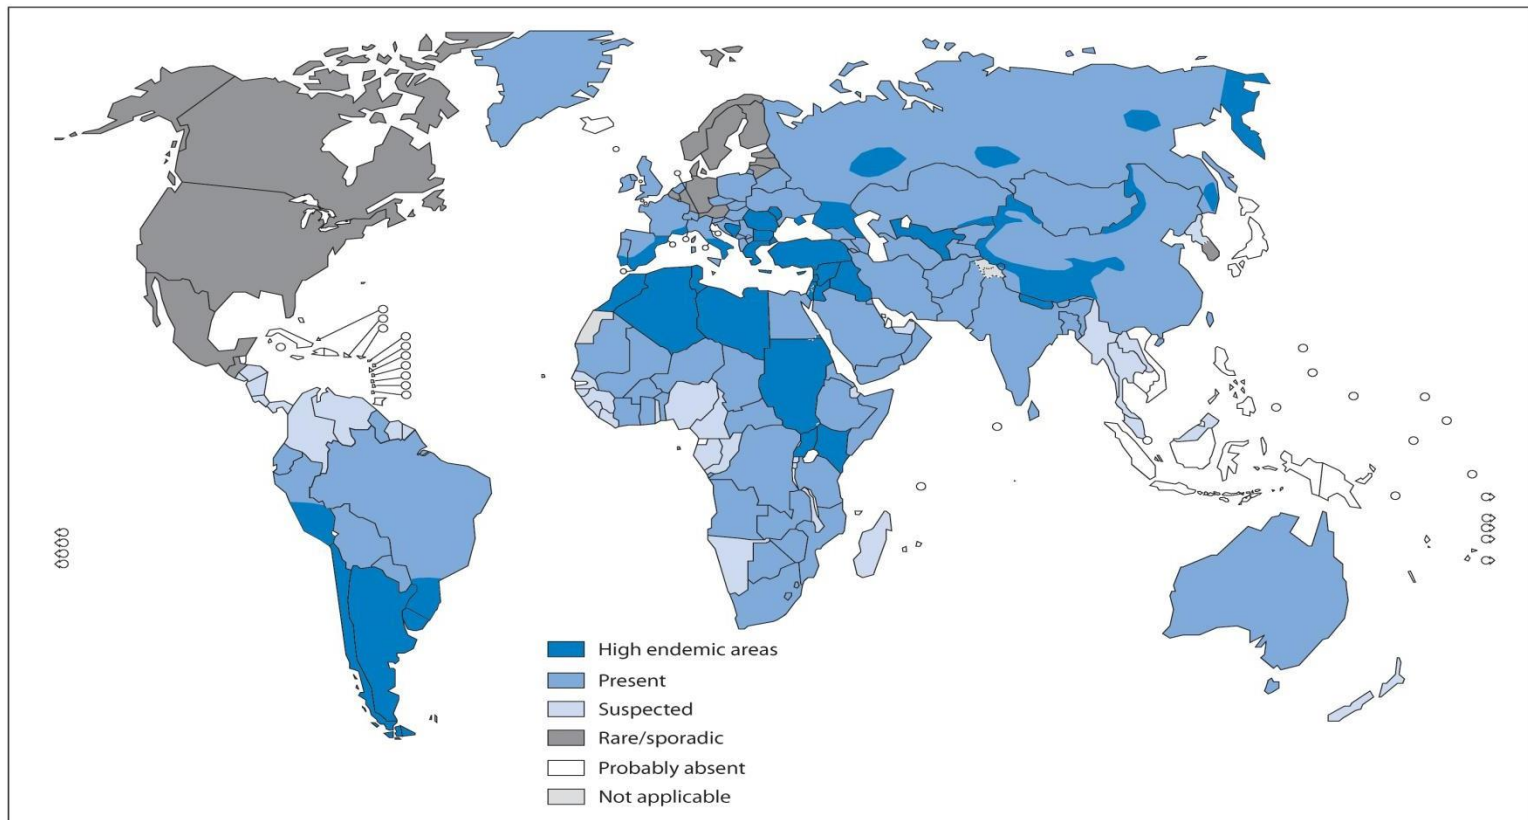 High endemic areas
Present
Suspected
Rare/sporadic
Probably absent
Not applicable